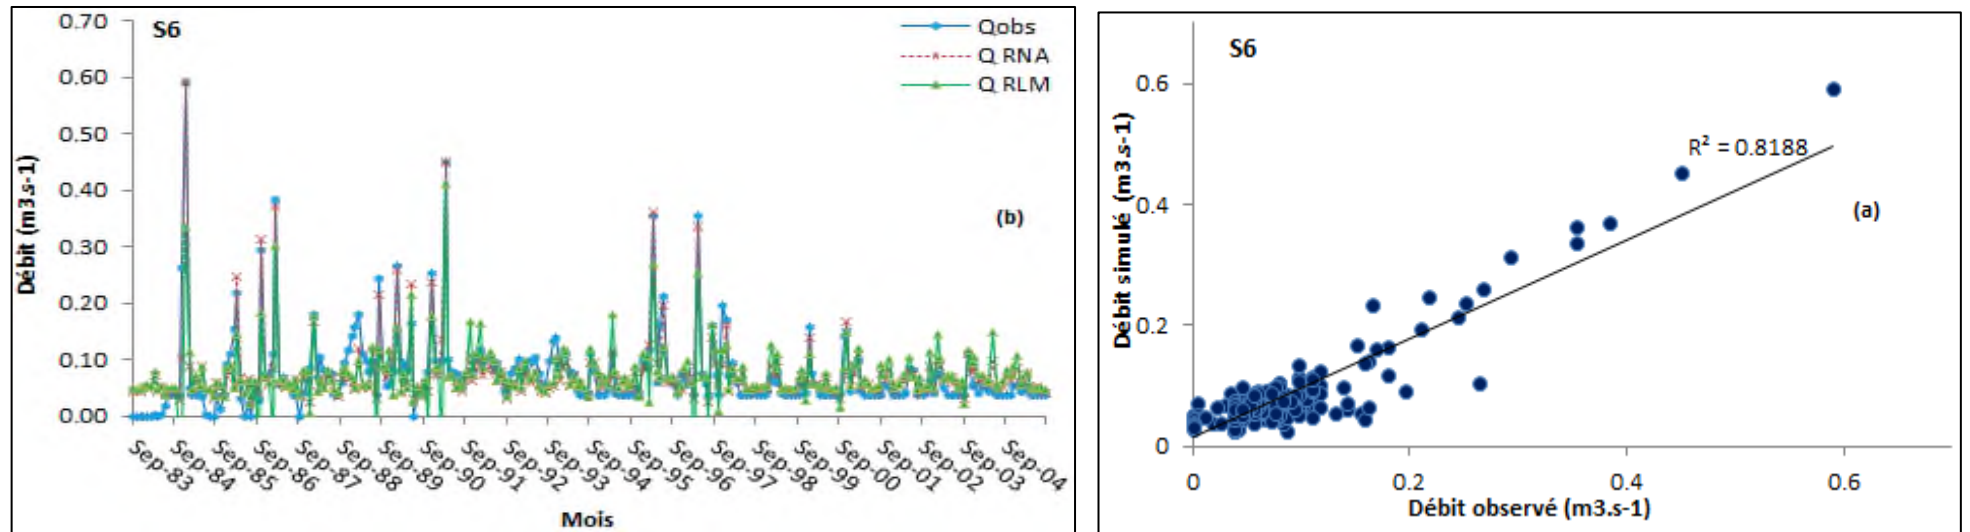 S6
Qobs
Q RNA
Q RLM
0.70
0.60
0.50
0.40
0.30
0.20
0.10
0.00
Débit (m3.s-1)
(b)
Sep-83
Sep-84
Sep-85
Sep-86
Sep-87
Sep-88
Sep-89
Sep-90
Sep-91
Sep-92
Sep-93
Sep-94
Sep-95
Sep-96
Sep-97
Sep-98
Sep-99
Sep-00
Sep-01
Sep-02
Sep-03
Sep-04
Mois
S6
0.6
0.4
0.2
0
Débit simulé (m3.s-1)
R² = 0.8188
(a)
0
0.2
0.4
0.6
Débit observé (m3.s-1)